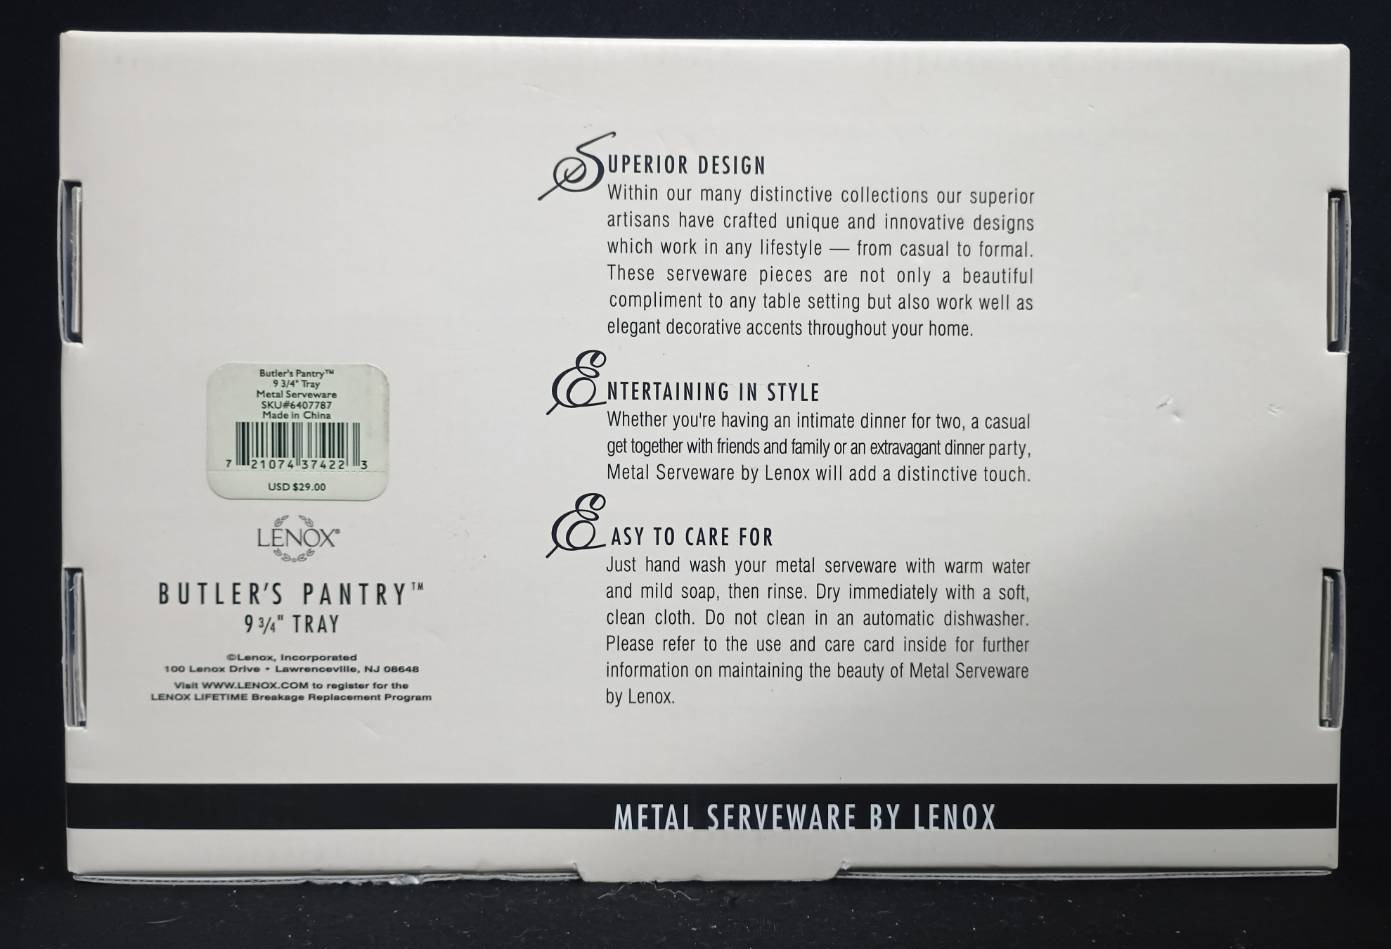 SUPERIOR DESIGN
Within our many distinctive collections our superior
artisans have crafted unique and innovative designs
which work in any lifestyle — from casual to formal.
These serveware pieces are not only a beautiful
compliment to any table setting but also work well as
elegant decorative accents throughout your home.
ENTERTAINING IN STYLE
Whether you're having an intimate dinner for two, a casual
get together with friends and family or an extravagant dinner party,
Metal Serveware by Lenox will add a distinctive touch.
EASY TO CARE FOR
Just hand wash your metal serveware with warm water
and mild soap, then rinse. Dry immediately with a soft,
clean cloth. Do not clean in an automatic dishwasher.
Please refer to the use and care card inside for further
information on maintaining the beauty of Metal Serveware
by Lenox.
Butler's Pantry™
9 3/4" Tray
Metal Serveware
SKU#6407787
Made in China
7 21074 37422 3
USD $29.00
LENOX®
BUTLER'S PANTRY™
9 3/4" TRAY
©Lenox, Incorporated
100 Lenox Drive • Lawrenceville, NJ 08648
Visit WWW.LENOX.COM to register for the
LENOX LIFETIME Breakage Replacement Program
METAL SERVEWARE BY LENOX